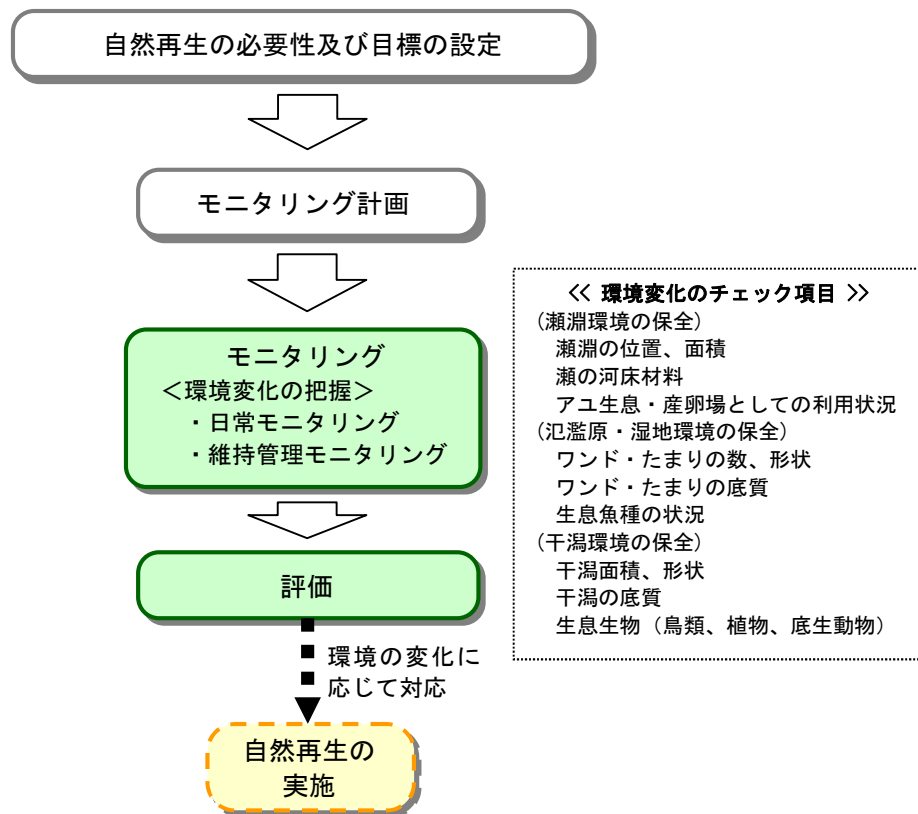 自然再生の必要性及び目標の設定
モニタリング計画
モニタリング
＜環境変化の把握＞
・日常モニタリング
・維持管理モニタリング
評価
環境の変化に
応じて対応
自然再生の
実施
≪ 環境変化のチェック項目 ≫
（瀬淵環境の保全）
瀬淵の位置、面積
瀬の河床材料
アユ生息・産卵場としての利用状況
（氾濫原・湿地環境の保全）
ワンド・たまりの数、形状
ワンド・たまりの底質
生息魚種の状況
（干潟環境の保全）
干潟面積、形状
干潟の底質
生息生物（鳥類、植物、底生動物）